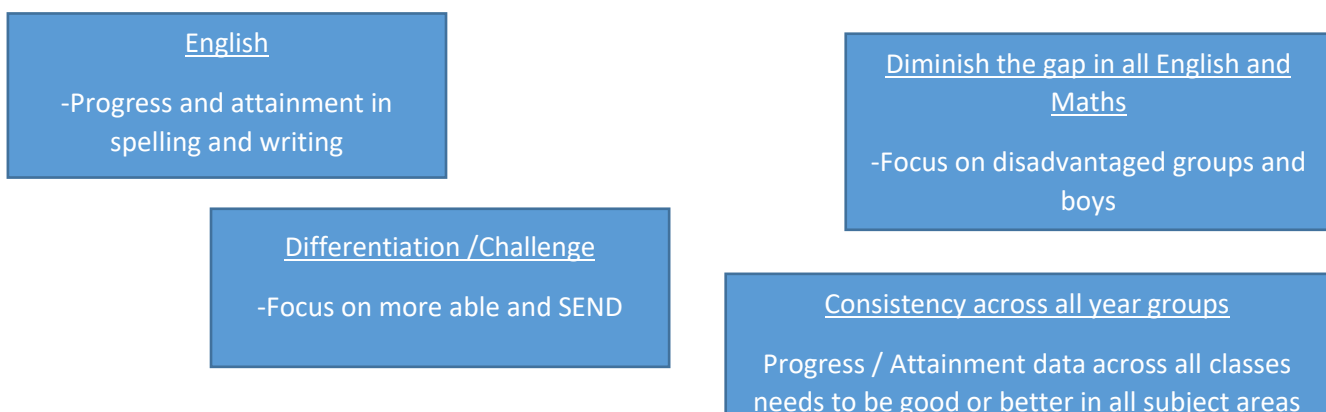 English
-Progress and attainment in
spelling and writing
Diminish the gap in all English and
Maths
-Focus on disadvantaged groups and
boys
Differentiation /Challenge
-Focus on more able and SEND
Consistency across all year groups
Progress / Attainment data across all classes
needs to be good or better in all subject areas